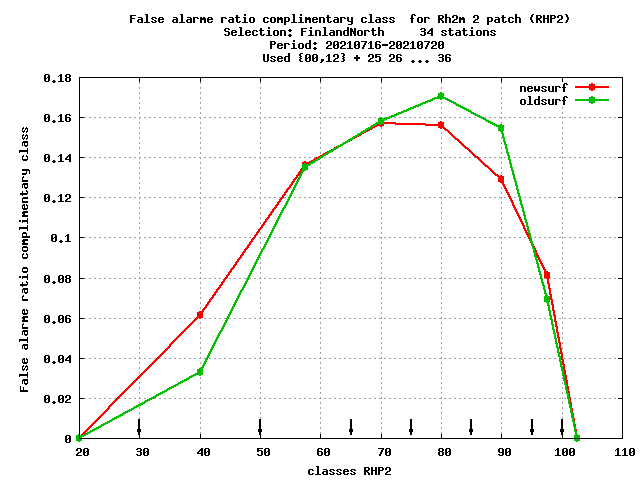 False alarme ratio complimentary class  for Rh2m 2 patch (RHP2)
Selection: FinlandNorth     34 stations
Period: 20210716-20210720
Used {00,12} + 25 26 ... 36
newsurf
oldsurf
False alarme ratio complimentary class
0.18
0.16
0.14
0.12
0.1
0.08
0.06
0.04
0.02
0
20 30 40 50 60 70 80 90 100 110
classes RHP2